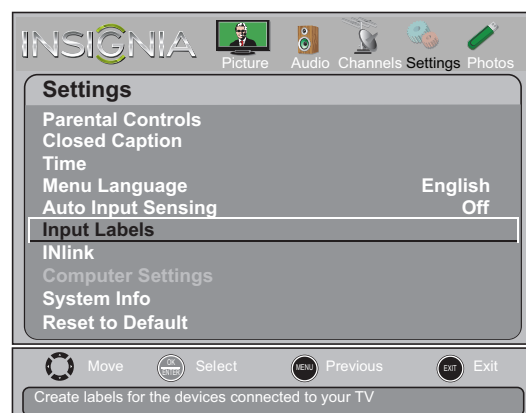 INSIGNIA
Picture Audio Channels Settings Photos
Settings
Parental Controls
Closed Caption
Time
Menu Language English
Auto Input Sensing Off
Input Labels
INlink
Computer Settings
System Info
Reset to Default
Move OK ENTER Select MENU Previous EXIT Exit
Create labels for the devices connected to your TV